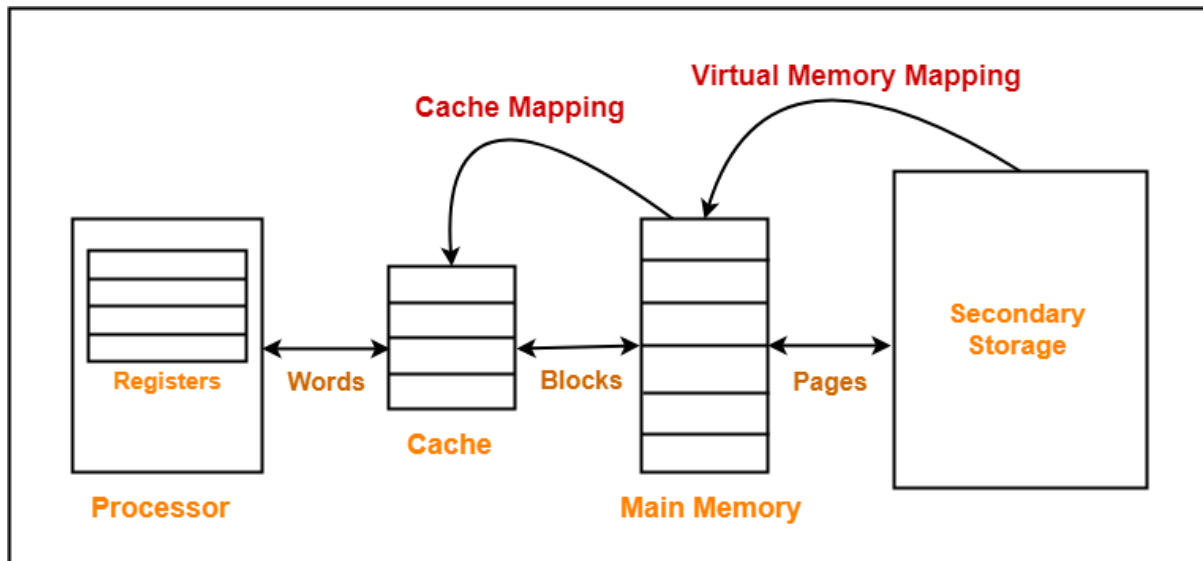 Virtual Memory Mapping
Cache Mapping
Secondary
Storage
Registers
Words
Blocks
Pages
Cache
Processor
Main Memory